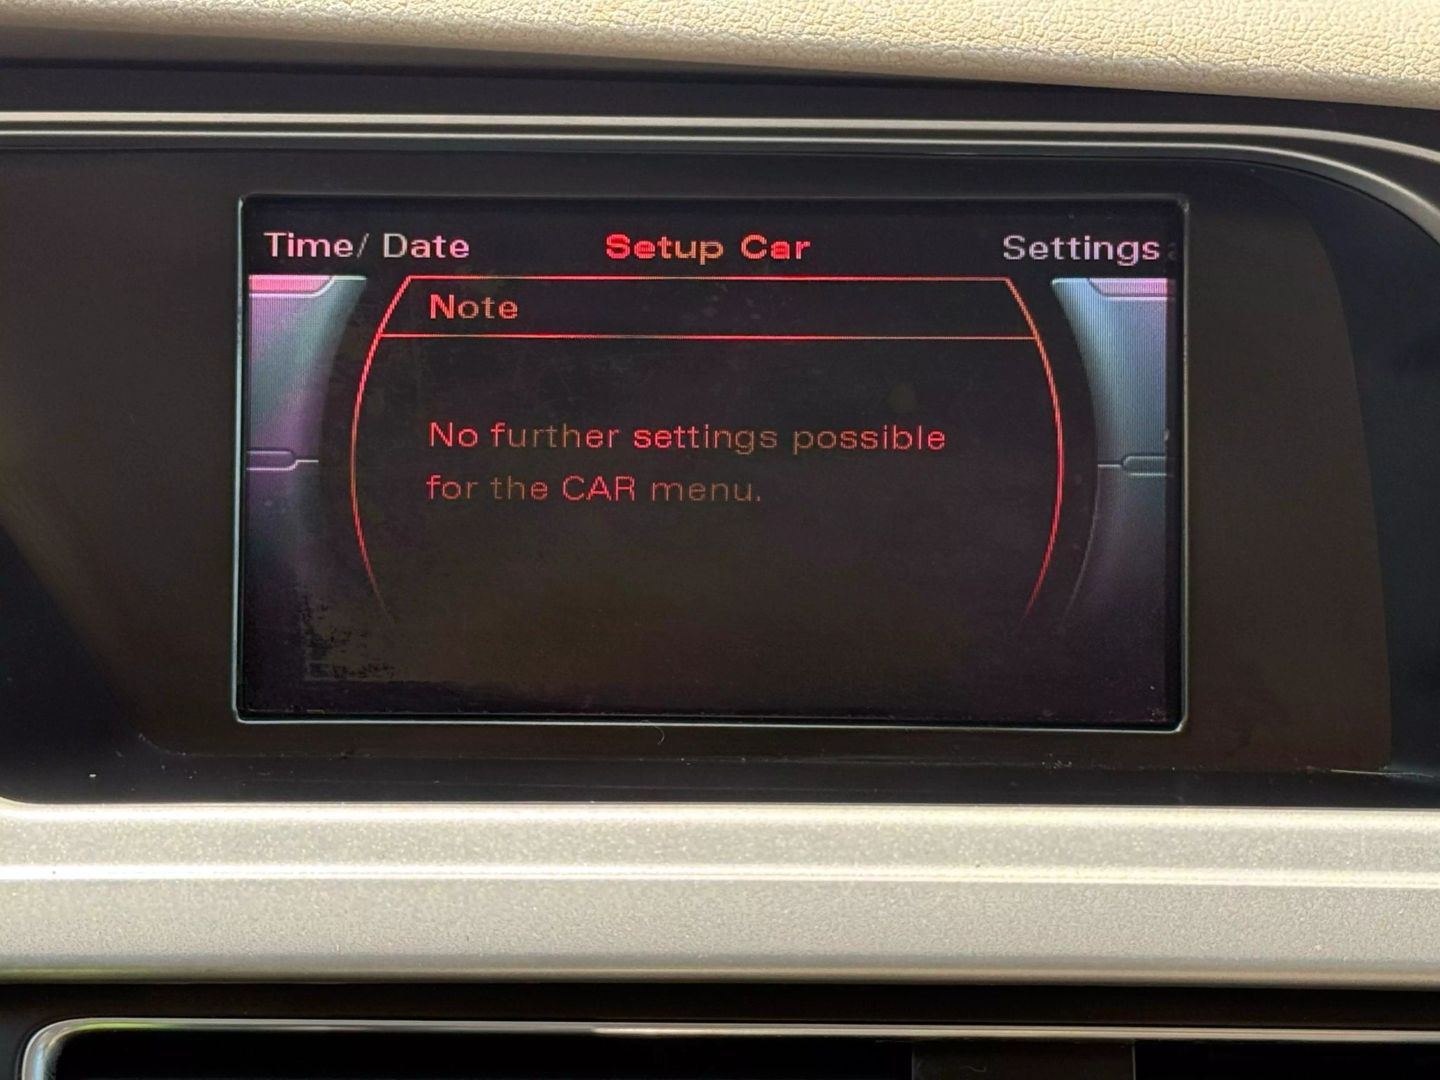 Time/ Date Setup Car Settings
Note
No further settings possible
for the CAR menu.